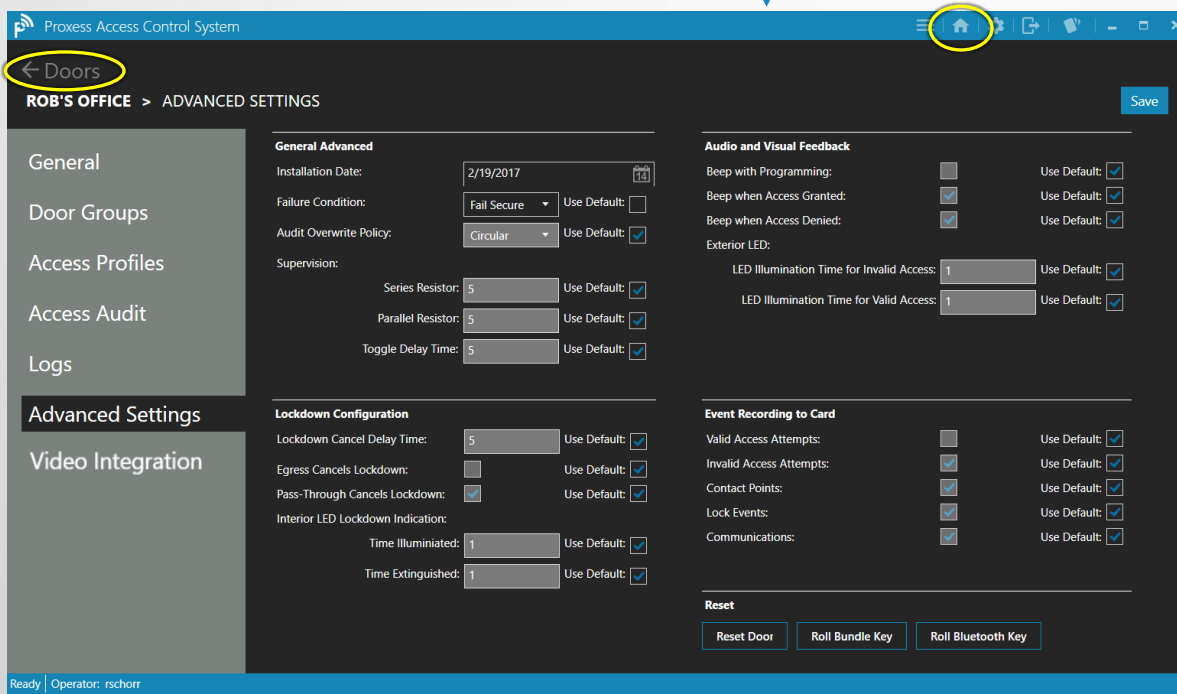 Proxess Access Control System
← Doors
ROB'S OFFICE > ADVANCED SETTINGS
Save
General
Door Groups
Access Profiles
Access Audit
Logs
Advanced Settings
Video Integration
General Advanced
Installation Date: 2/19/2017 14
Failure Condition: Fail Secure Use Default:
Audit Overwrite Policy: Circular Use Default:
Supervision:
Series Resistor: 5 Use Default:
Parallel Resistor: 5 Use Default:
Toggle Delay Time: 5 Use Default:
Audio and Visual Feedback
Beep with Programming: Use Default:
Beep when Access Granted: Use Default:
Beep when Access Denied: Use Default:
Exterior LED:
LED Illumination Time for Invalid Access: 1 Use Default:
LED Illumination Time for Valid Access: 1 Use Default:
Lockdown Configuration
Lockdown Cancel Delay Time: 5 Use Default:
Egress Cancels Lockdown: Use Default:
Pass-Through Cancels Lockdown: Use Default:
Interior LED Lockdown Indication:
Time Illuminiated: 1 Use Default:
Time Extinguished: 1 Use Default:
Event Recording to Card
Valid Access Attempts: Use Default:
Invalid Access Attempts: Use Default:
Contact Points: Use Default:
Lock Events: Use Default:
Communications: Use Default:
Reset
Reset Door Roll Bundle Key Roll Bluetooth Key
Ready Operator: rschorr